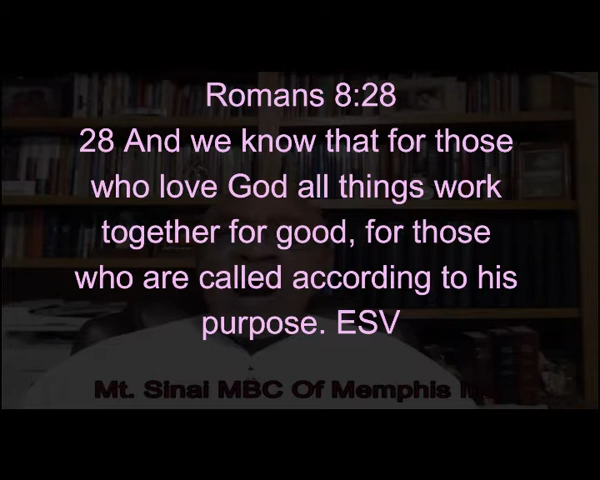 Romans 8:28
28 And we know that for those
who love God all things work
together for good, for those
who are called according to his
purpose. ESV
Mt. Sinai MBC Of Memphis